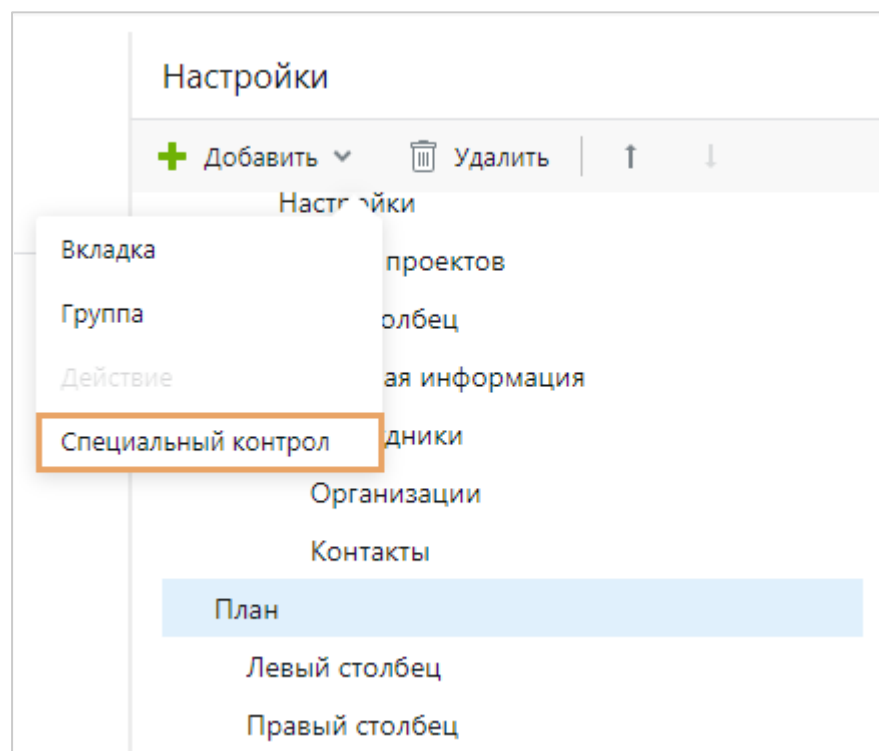 Настройки
Добавить Удалить
Настройки
Вкладка
проектов
Группа
олбец
Действие
ая информация
Специальный контрол
дники
Организации
Контакты
План
Левый столбец
Правый столбец